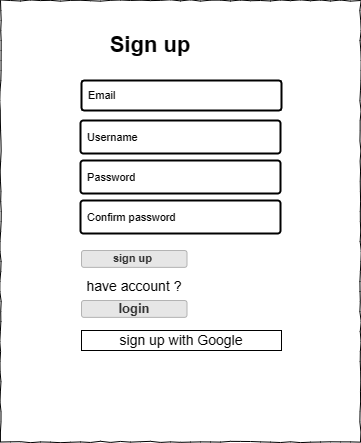 Sign up
Email
Username
Password
Confirm password
sign up
have account ?
login
sign up with Google